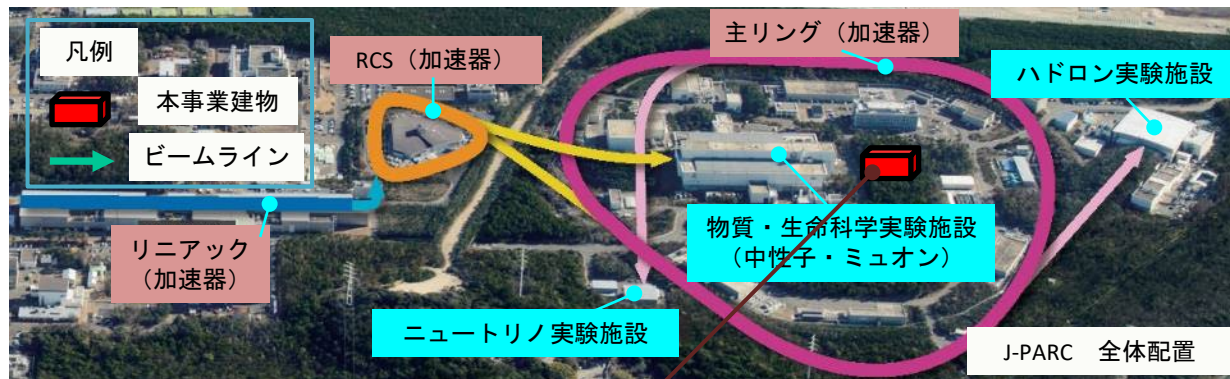 凡例
本事業建物
ビームライン
RCS（加速器）
主リング（加速器）
ハドロン実験施設
リニアック
（加速器）
物質・生命科学実験施設
（中性子・ミュオン）
ニュートリノ実験施設
J-PARC　全体配置